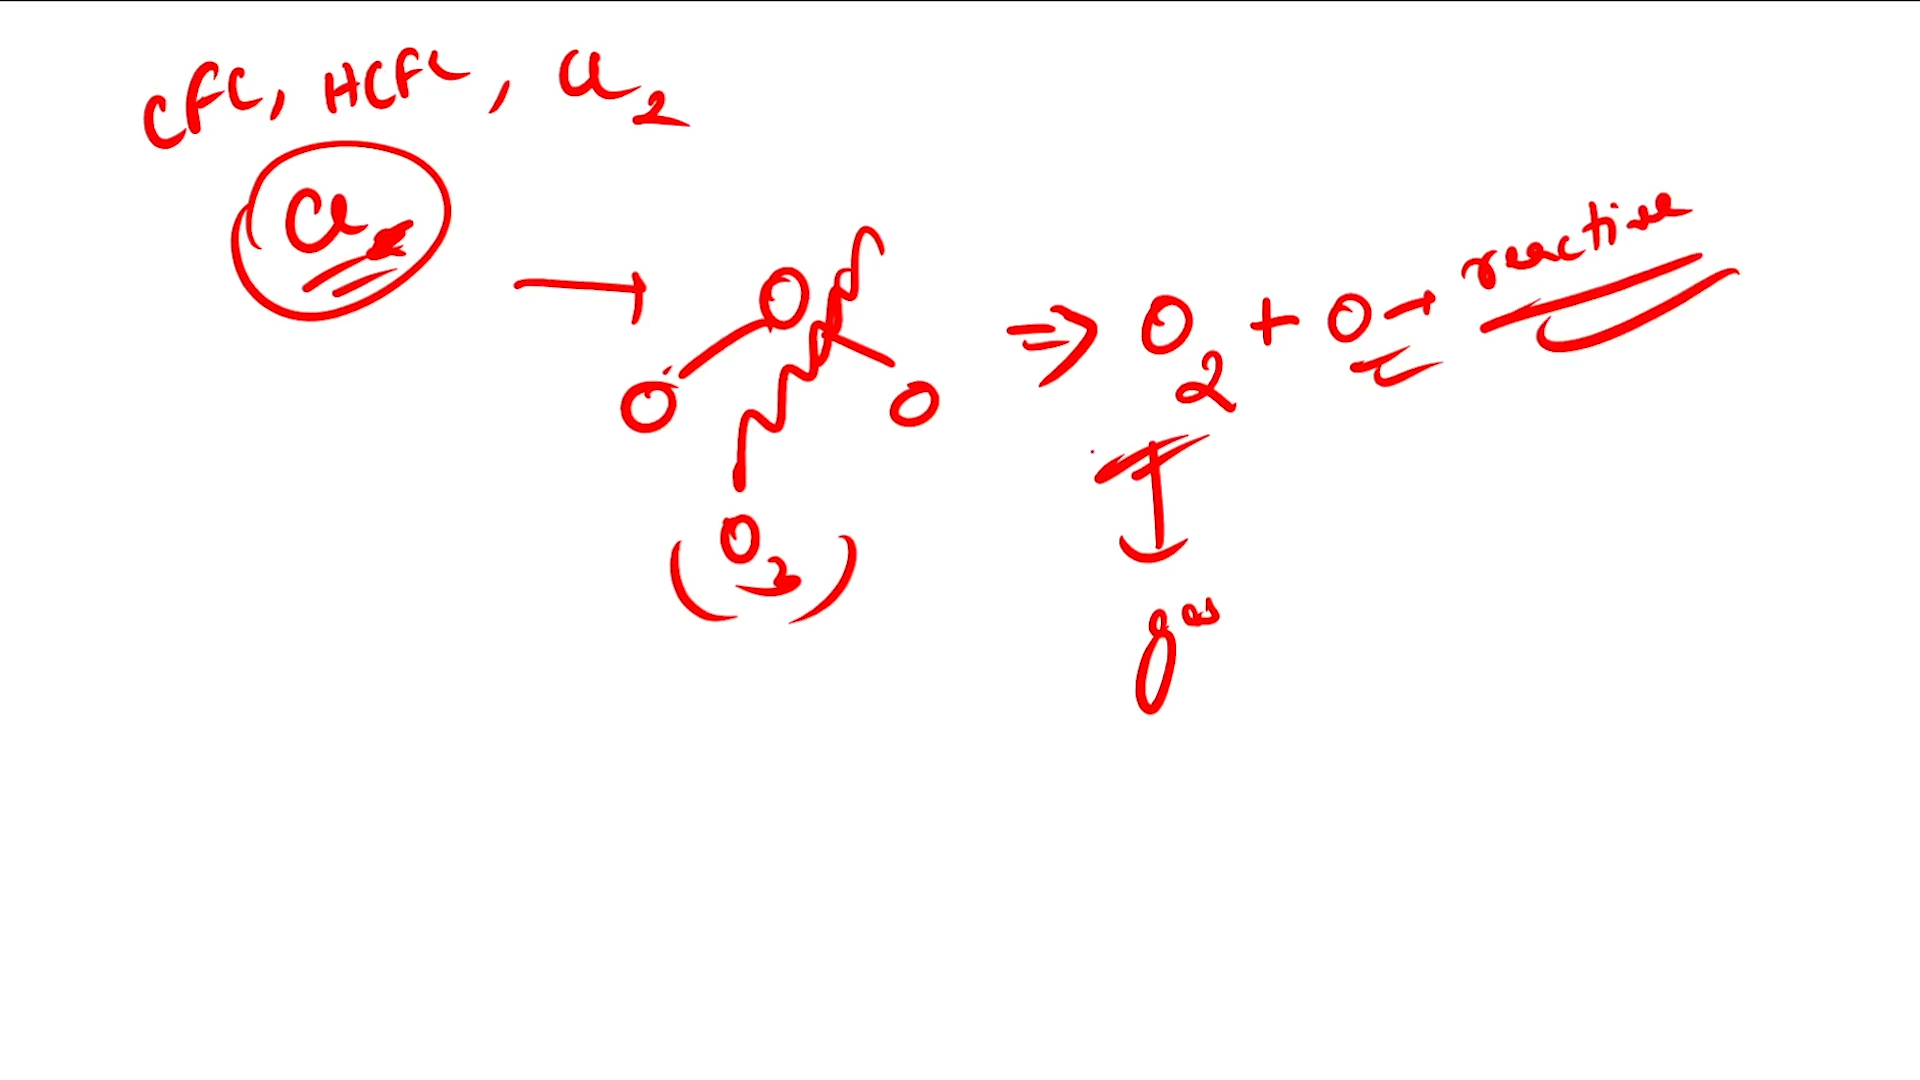 CFC, HCFC, Cl2
Cl
→ O O O ⇒ O2 + O → reactive
(O3)
gas